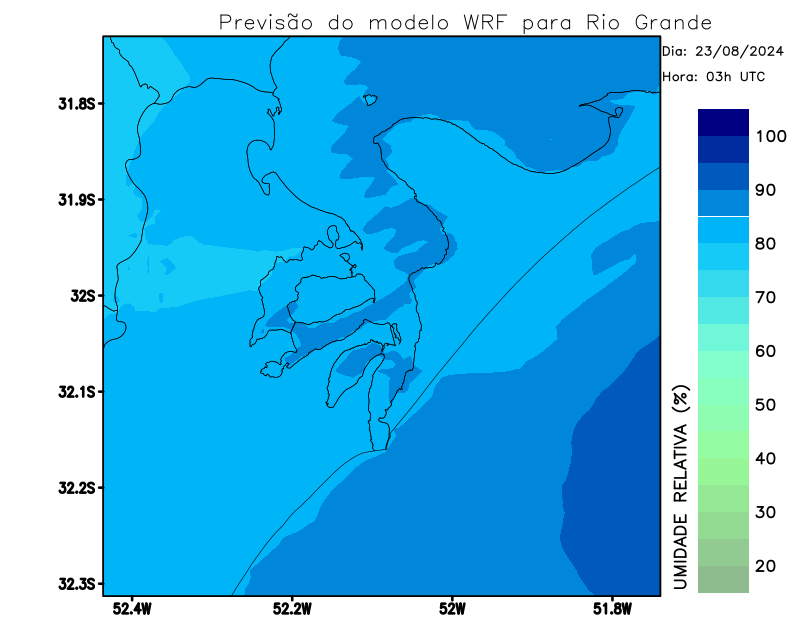 Previsão do modelo WRF para Rio Grande
Dia: 23/08/2024
Hora: 03h UTC
31.8S
31.9S
32S
32.1S
32.2S
32.3S
52.4W 52.2W 52W 51.8W
100
90
80
70
60
50
40
30
20
UMIDADE RELATIVA (%)